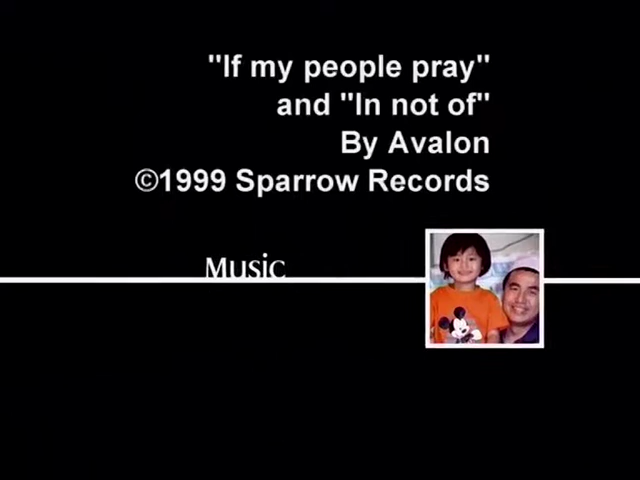 "If my people pray"
and "In not of"
By Avalon
©1999 Sparrow Records
Music